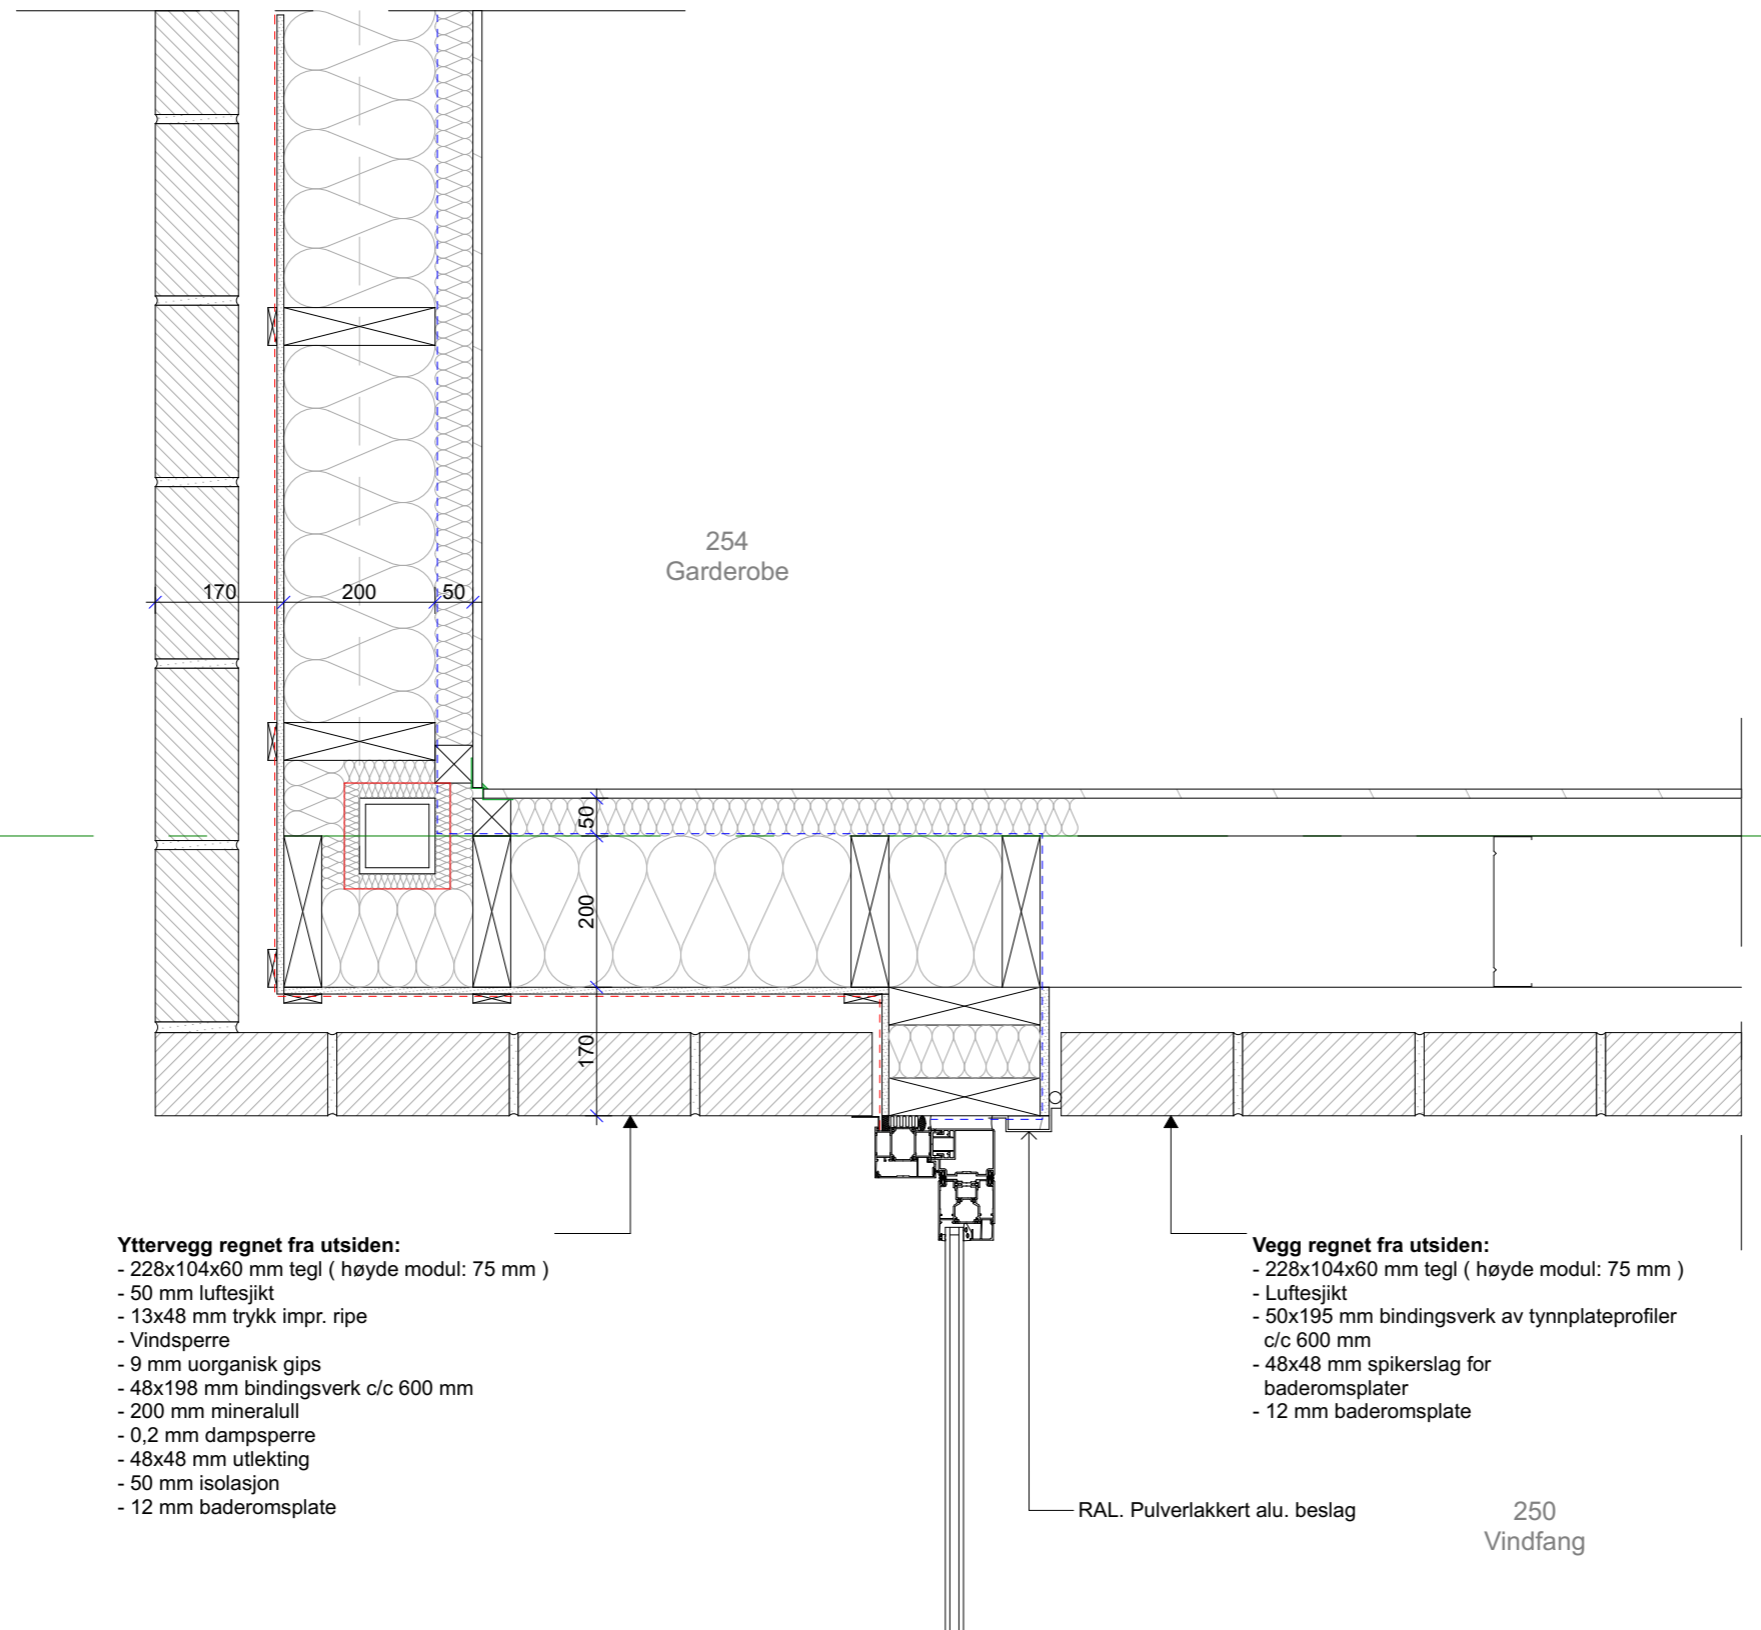 254
Garderobe
170
200
50
50
200
170
Yttervegg regnet fra utsiden:
- 228x104x60 mm tegl ( høyde modul: 75 mm )
- 50 mm luftesjikt
- 13x48 mm trykk impr. ripe
- Vindsperre
- 9 mm uorganisk gips
- 48x198 mm bindingsverk c/c 600 mm
- 200 mm mineralull
- 0,2 mm dampsperre
- 48x48 mm utlekting
- 50 mm isolasjon
- 12 mm baderomsplate
Vegg regnet fra utsiden:
- 228x104x60 mm tegl ( høyde modul: 75 mm )
- Luftesjikt
- 50x195 mm bindingsverk av tynnplateprofiler
c/c 600 mm
- 48x48 mm spikerslag for
baderomsplater
- 12 mm baderomsplate
RAL. Pulverlakkert alu. beslag
250
Vindfang